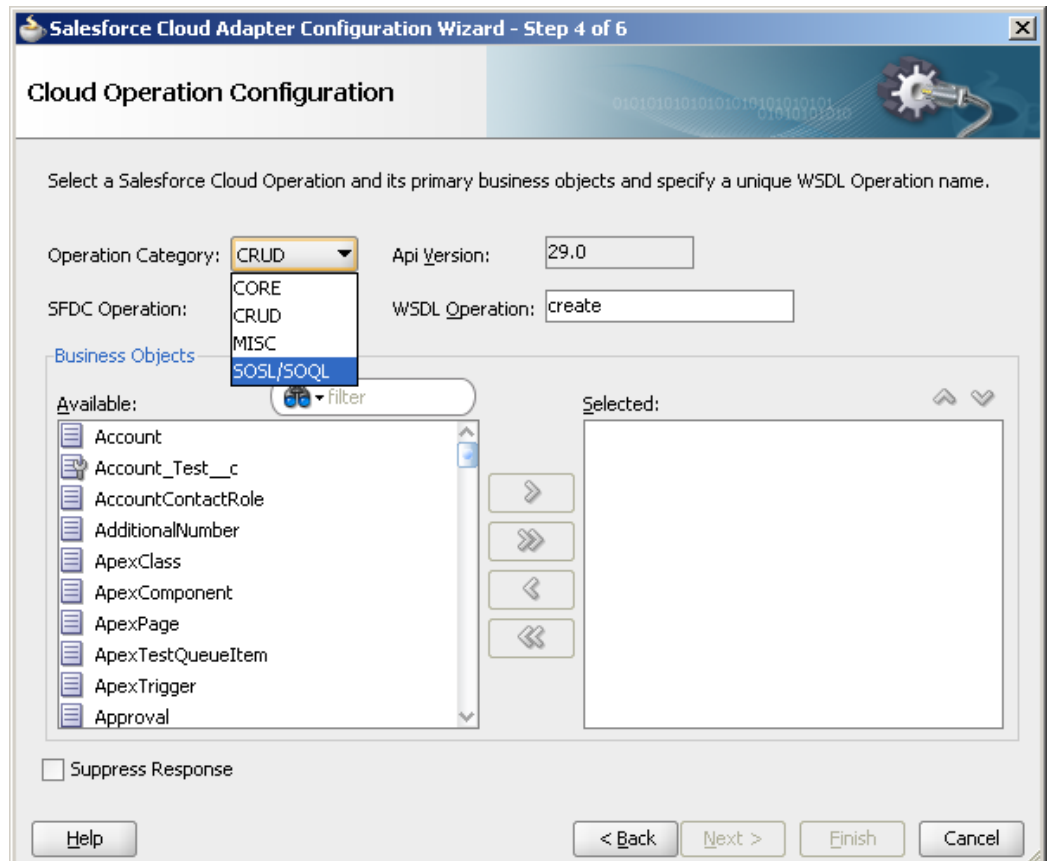 Salesforce Cloud Adapter Configuration Wizard - Step 4 of 6
Cloud Operation Configuration
010101010101010101010101
01010101010
Select a Salesforce Cloud Operation and its primary business objects and specify a unique WSDL Operation name.
Operation Category: CRUD Api Version: 29.0
CORE
SFDC Operation: CRUD WSDL Operation: create
MISC
Business Objects
SOSL/SOQL
Available: filter Selected:
Account
Account_Test__c
AccountContactRole
AdditionalNumber
ApexClass
ApexComponent
ApexPage
ApexTestQueueItem
ApexTrigger
Approval
Suppress Response
Help < Back Next > Finish Cancel